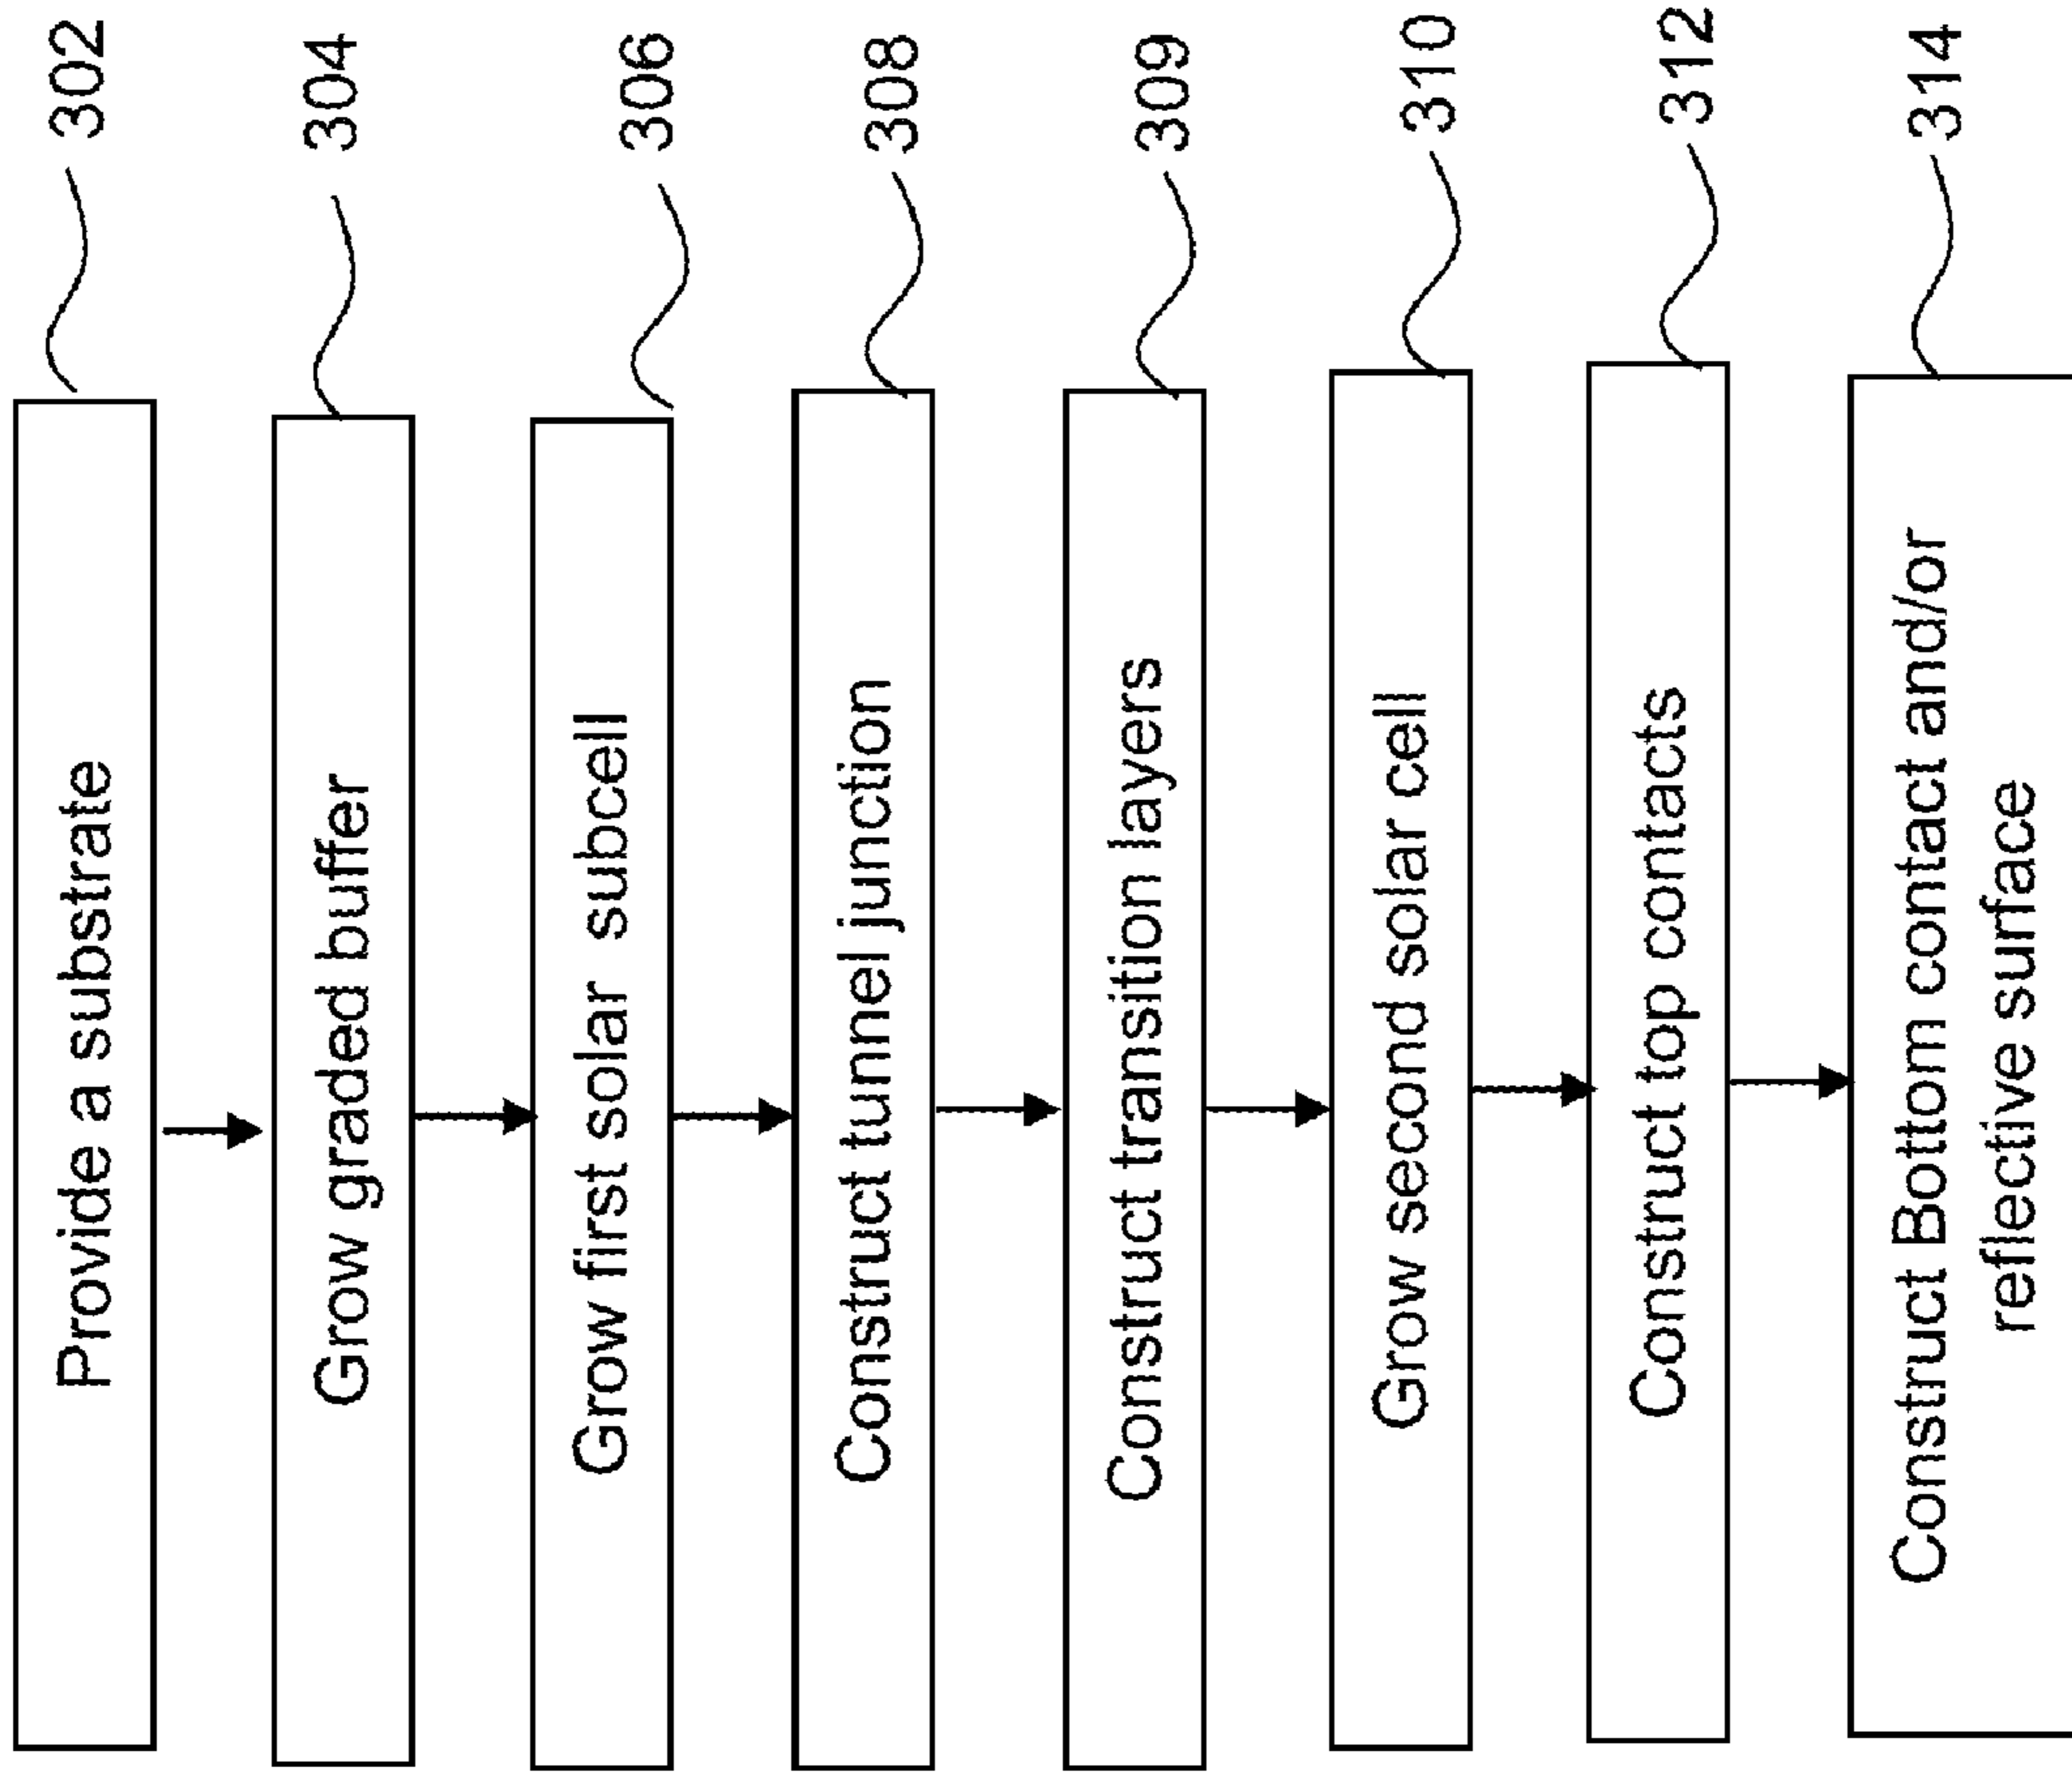 Provide a substrate
302
Grow graded buffer
304
Grow first solar subcell
306
Construct tunnel junction
308
Construct transition layers
309
Grow second solar cell
310
Construct top contacts
312
Construct Bottom contact and/or
reflective surface
314